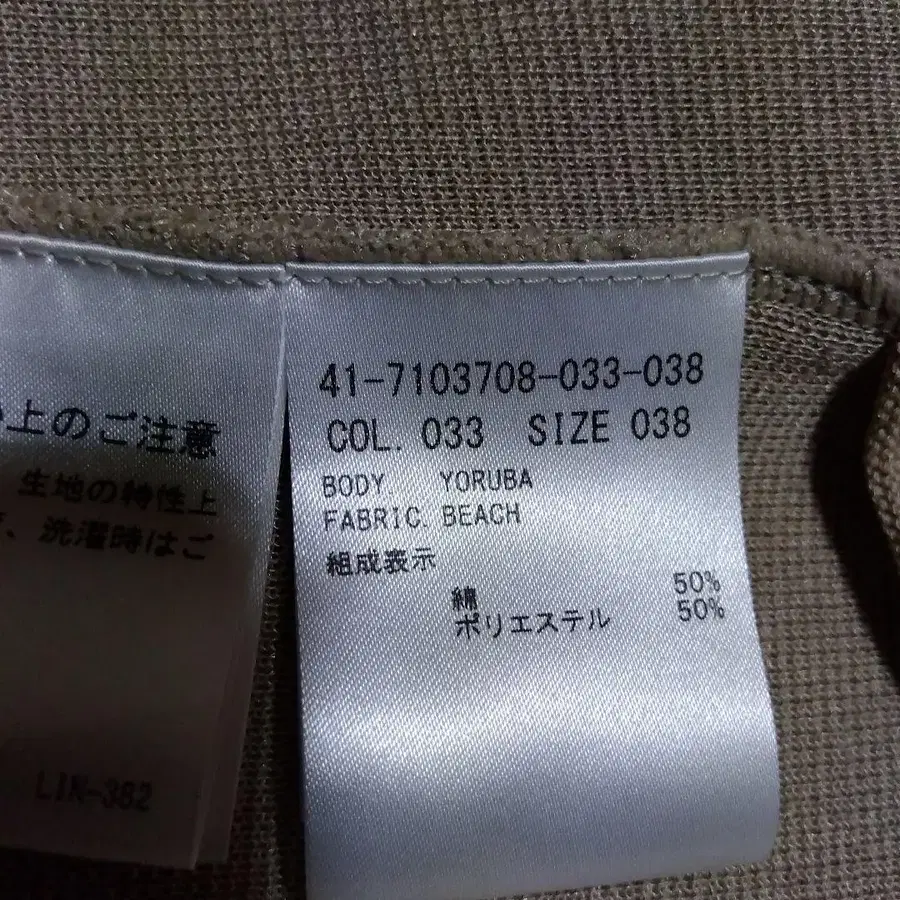 上のご注意
生地の特性上
、洗濯時はご
LIN-382
41-7103708-033-038
COL. 033 SIZE 038
BODY. YORUBA
FABRIC. BEACH
組成表示
綿 50%
ポリエステル 50%